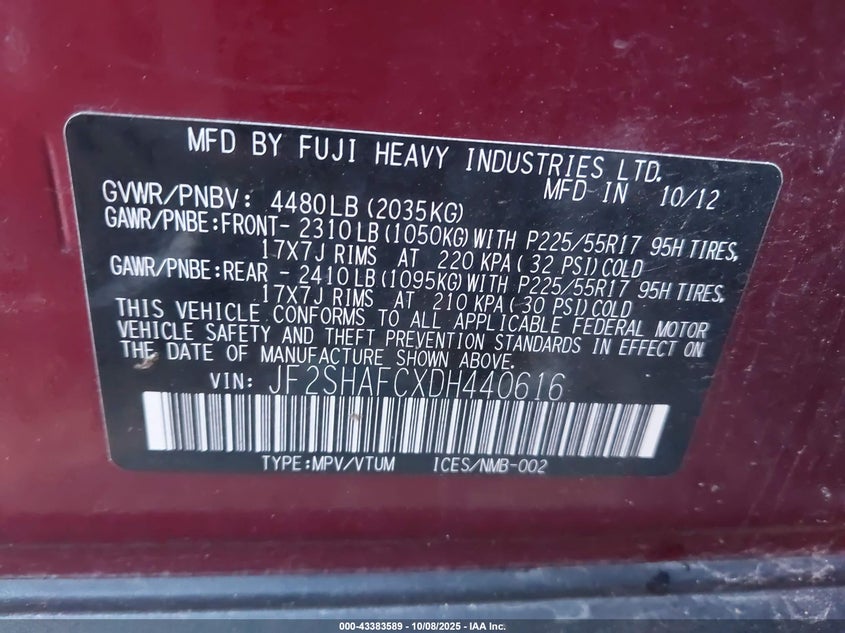 MFD BY FUJI HEAVY INDUSTRIES LTD.
MFD IN 10/12
GVWR/PNBV: 4480LB(2035KG)
GAWR/PNBE:FRONT-2310LB(1050KG)WITH P225/55R17 95H TIRES,
17X7J RIMS AT 220 KPA(32 PSI)COLD
GAWR/PNBE:REAR -2410LB(1095KG)WITH P225/55R17 95H TIRES,
17X7J RIMS AT 210 KPA(30 PSI)COLD
THIS VEHICLE CONFORMS TO ALL APPLICABLE FEDERAL MOTOR
VEHICLE SAFETY AND THEFT PREVENTION STANDARDS IN EFFECT ON
THE DATE OF MANUFACTURE SHOWN ABOVE.
VIN: JF2SHAFCXDH440616
TYPE:MPV/VTUM ICES/NMB-002
000-43383589 - 10/08/2025 - IAA Inc.